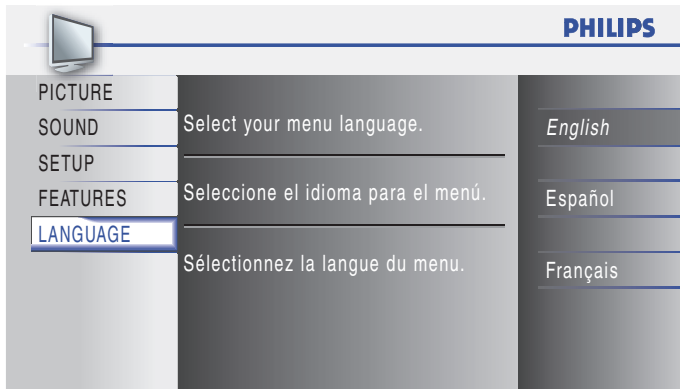 PHILIPS
PICTURE
SOUND
SETUP
FEATURES
LANGUAGE
Select your menu language.
Seleccione el idioma para el menú.
Sélectionnez la langue du menu.
English
Español
Français